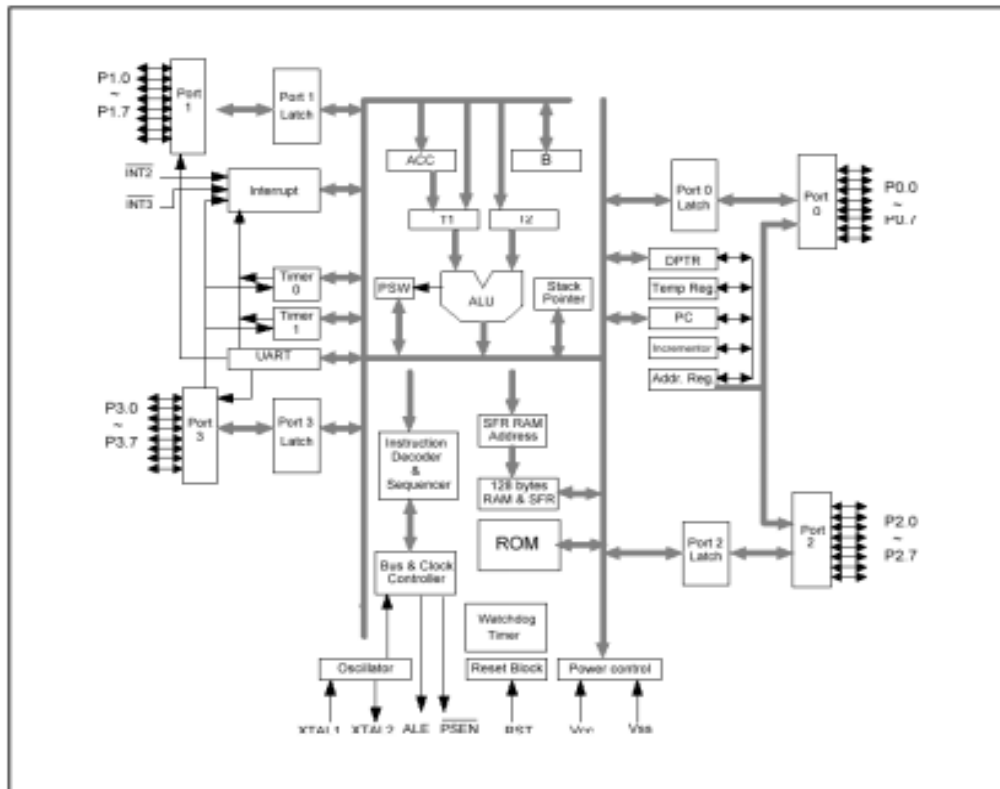 P1.0
~
P1.7
Port
1
Port 1
Latch
INT2
INT3
Interrupt
Timer
0
Timer
1
UART
P3.0
~
P3.7
Port
3
Port 3
Latch
ACC
B
T1
T2
PSW
ALU
Stack
Pointer
Instruction
Decoder
&
Sequencer
SFR RAM
Address
128 bytes
RAM & SFR
ROM
Bus & Clock
Controller
Watchdog
Timer
Oscillator
Reset Block
Power control
XTAL1
XTAL2
ALE
PSEN
RST
Vcc
Vss
Port 0
Latch
Port
0
P0.0
~
P0.7
DPTR
Temp Reg.
PC
Incrementor
Addr. Reg.
Port 2
Latch
Port
2
P2.0
~
P2.7